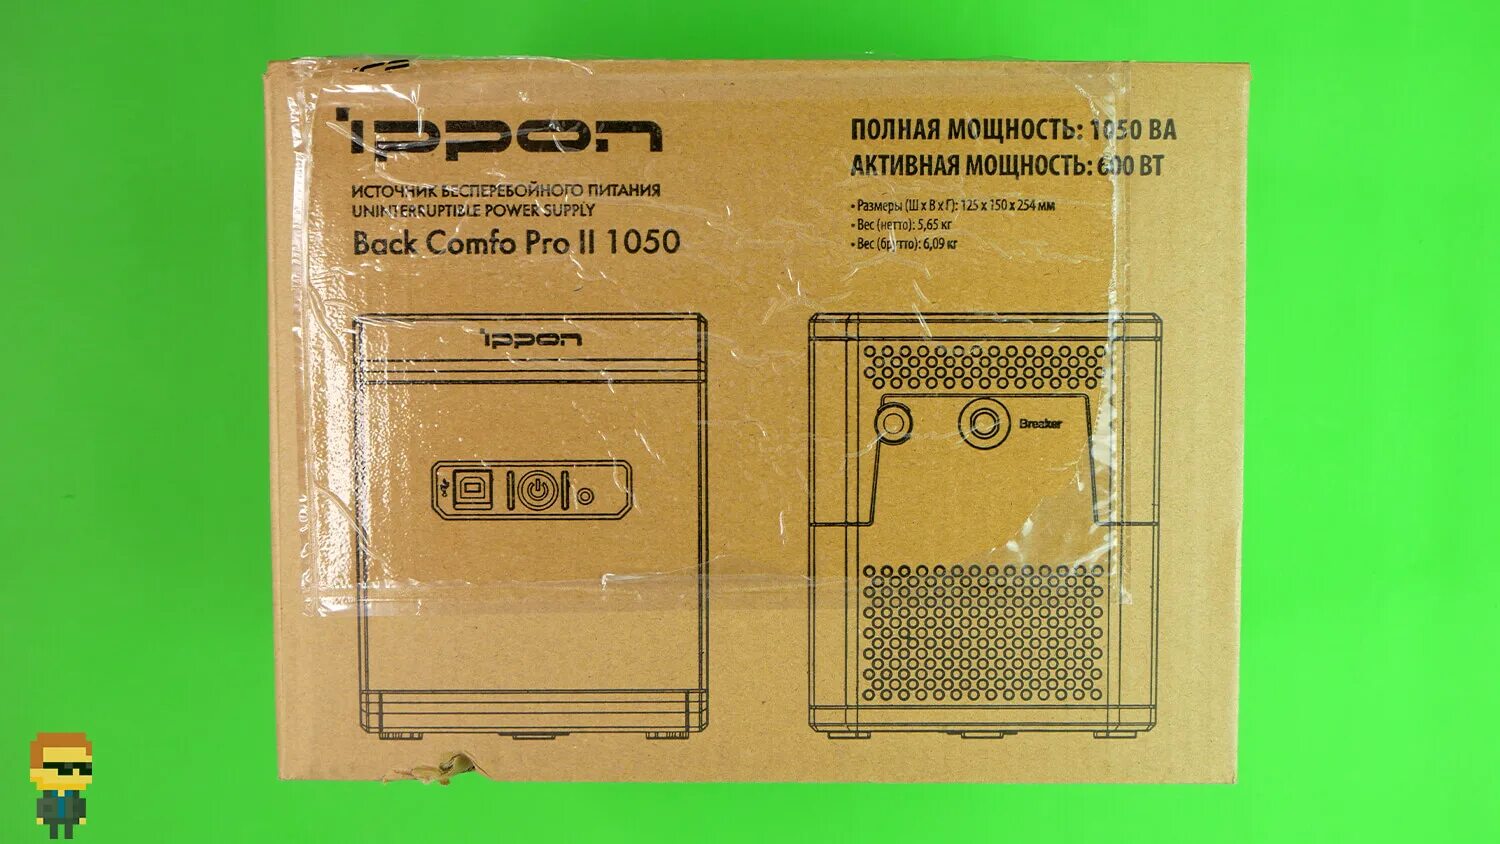 ippon
ИСТОЧНИК БЕСПЕРЕБОЙНОГО ПИТАНИЯ
UNINTERRUPTIBLE POWER SUPPLY
Back Comfo Pro II 1050
ПОЛНАЯ МОЩНОСТЬ: 1050 ВА
АКТИВНАЯ МОЩНОСТЬ: 600 ВТ
• Размеры (Ш x В x Г): 125 x 150 x 254 мм
• Вес (нетто): 5,65 кг
• Вес (брутто): 6,09 кг
ippon
Breaker